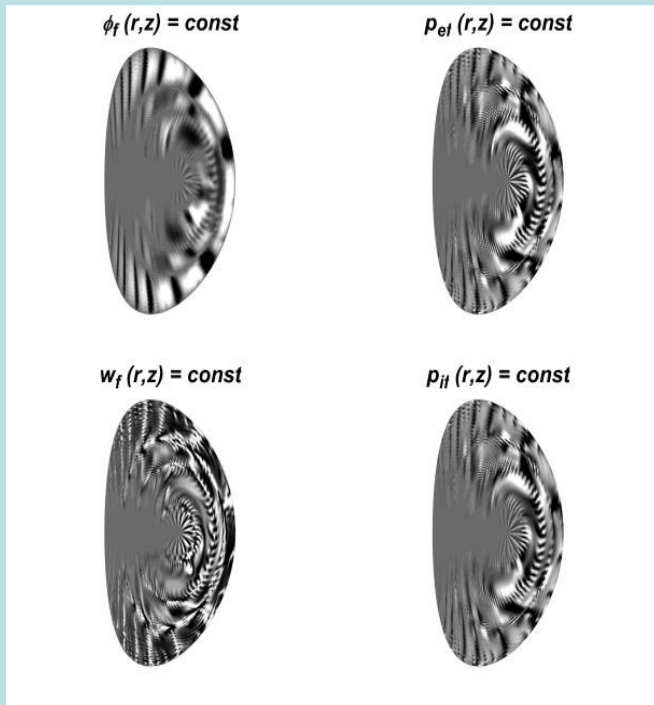 ϕf (r,z) = const
pef (r,z) = const
wf (r,z) = const
pif (r,z) = const